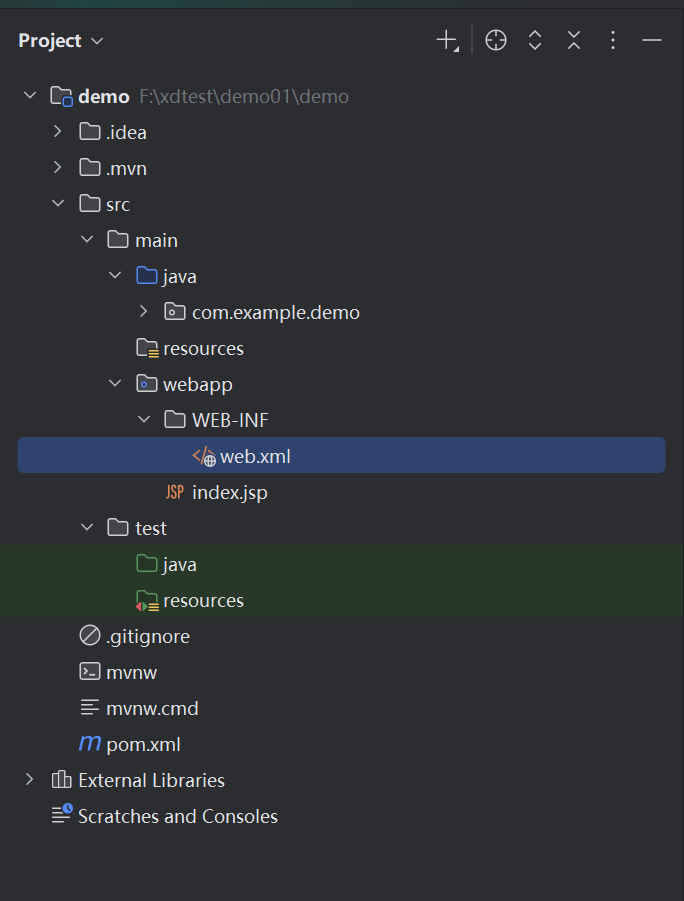 Project
demo F:\xdtest\demo01\demo
.idea
.mvn
src
main
java
com.example.demo
resources
webapp
WEB-INF
web.xml
JSP index.jsp
test
java
resources
.gitignore
mvnw
mvnw.cmd
m pom.xml
External Libraries
Scratches and Consoles